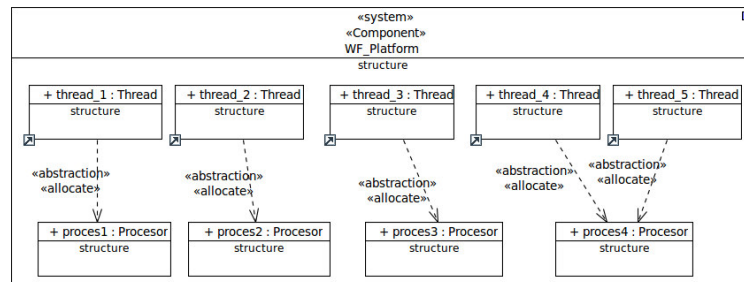 «system»
«Component»
WF_Platform
structure
+ thread_1 : Thread
structure
+ thread_2 : Thread
structure
+ thread_3 : Thread
structure
+ thread_4 : Thread
structure
+ thread_5 : Thread
structure
«abstraction»
«allocate»
«abstraction»
«allocate»
«abstraction»
«allocate»
«abstraction»
«allocate»
«abstraction»
«allocate»
+ proces1 : Procesor
structure
+ proces2 : Procesor
structure
+ proces3 : Procesor
structure
+ proces4 : Procesor
structure